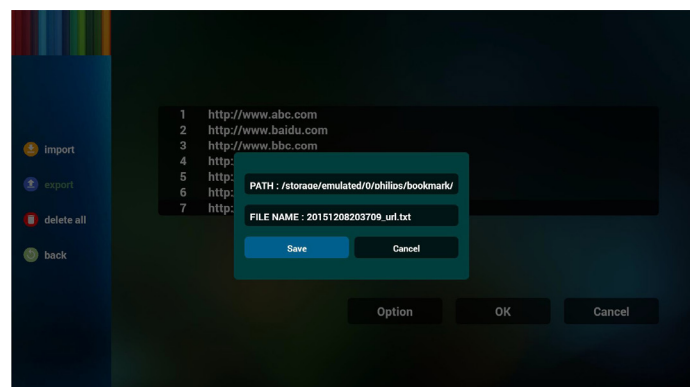 import
export
delete all
back
1 http://www.abc.com
2 http://www.baidu.com
3 http://www.bbc.com
4 http:
5 http:
6 http:
7 http:
PATH : /storage/emulated/0/philips/bookmark/
FILE NAME : 20151208203709_url.txt
Save Cancel
Option OK Cancel